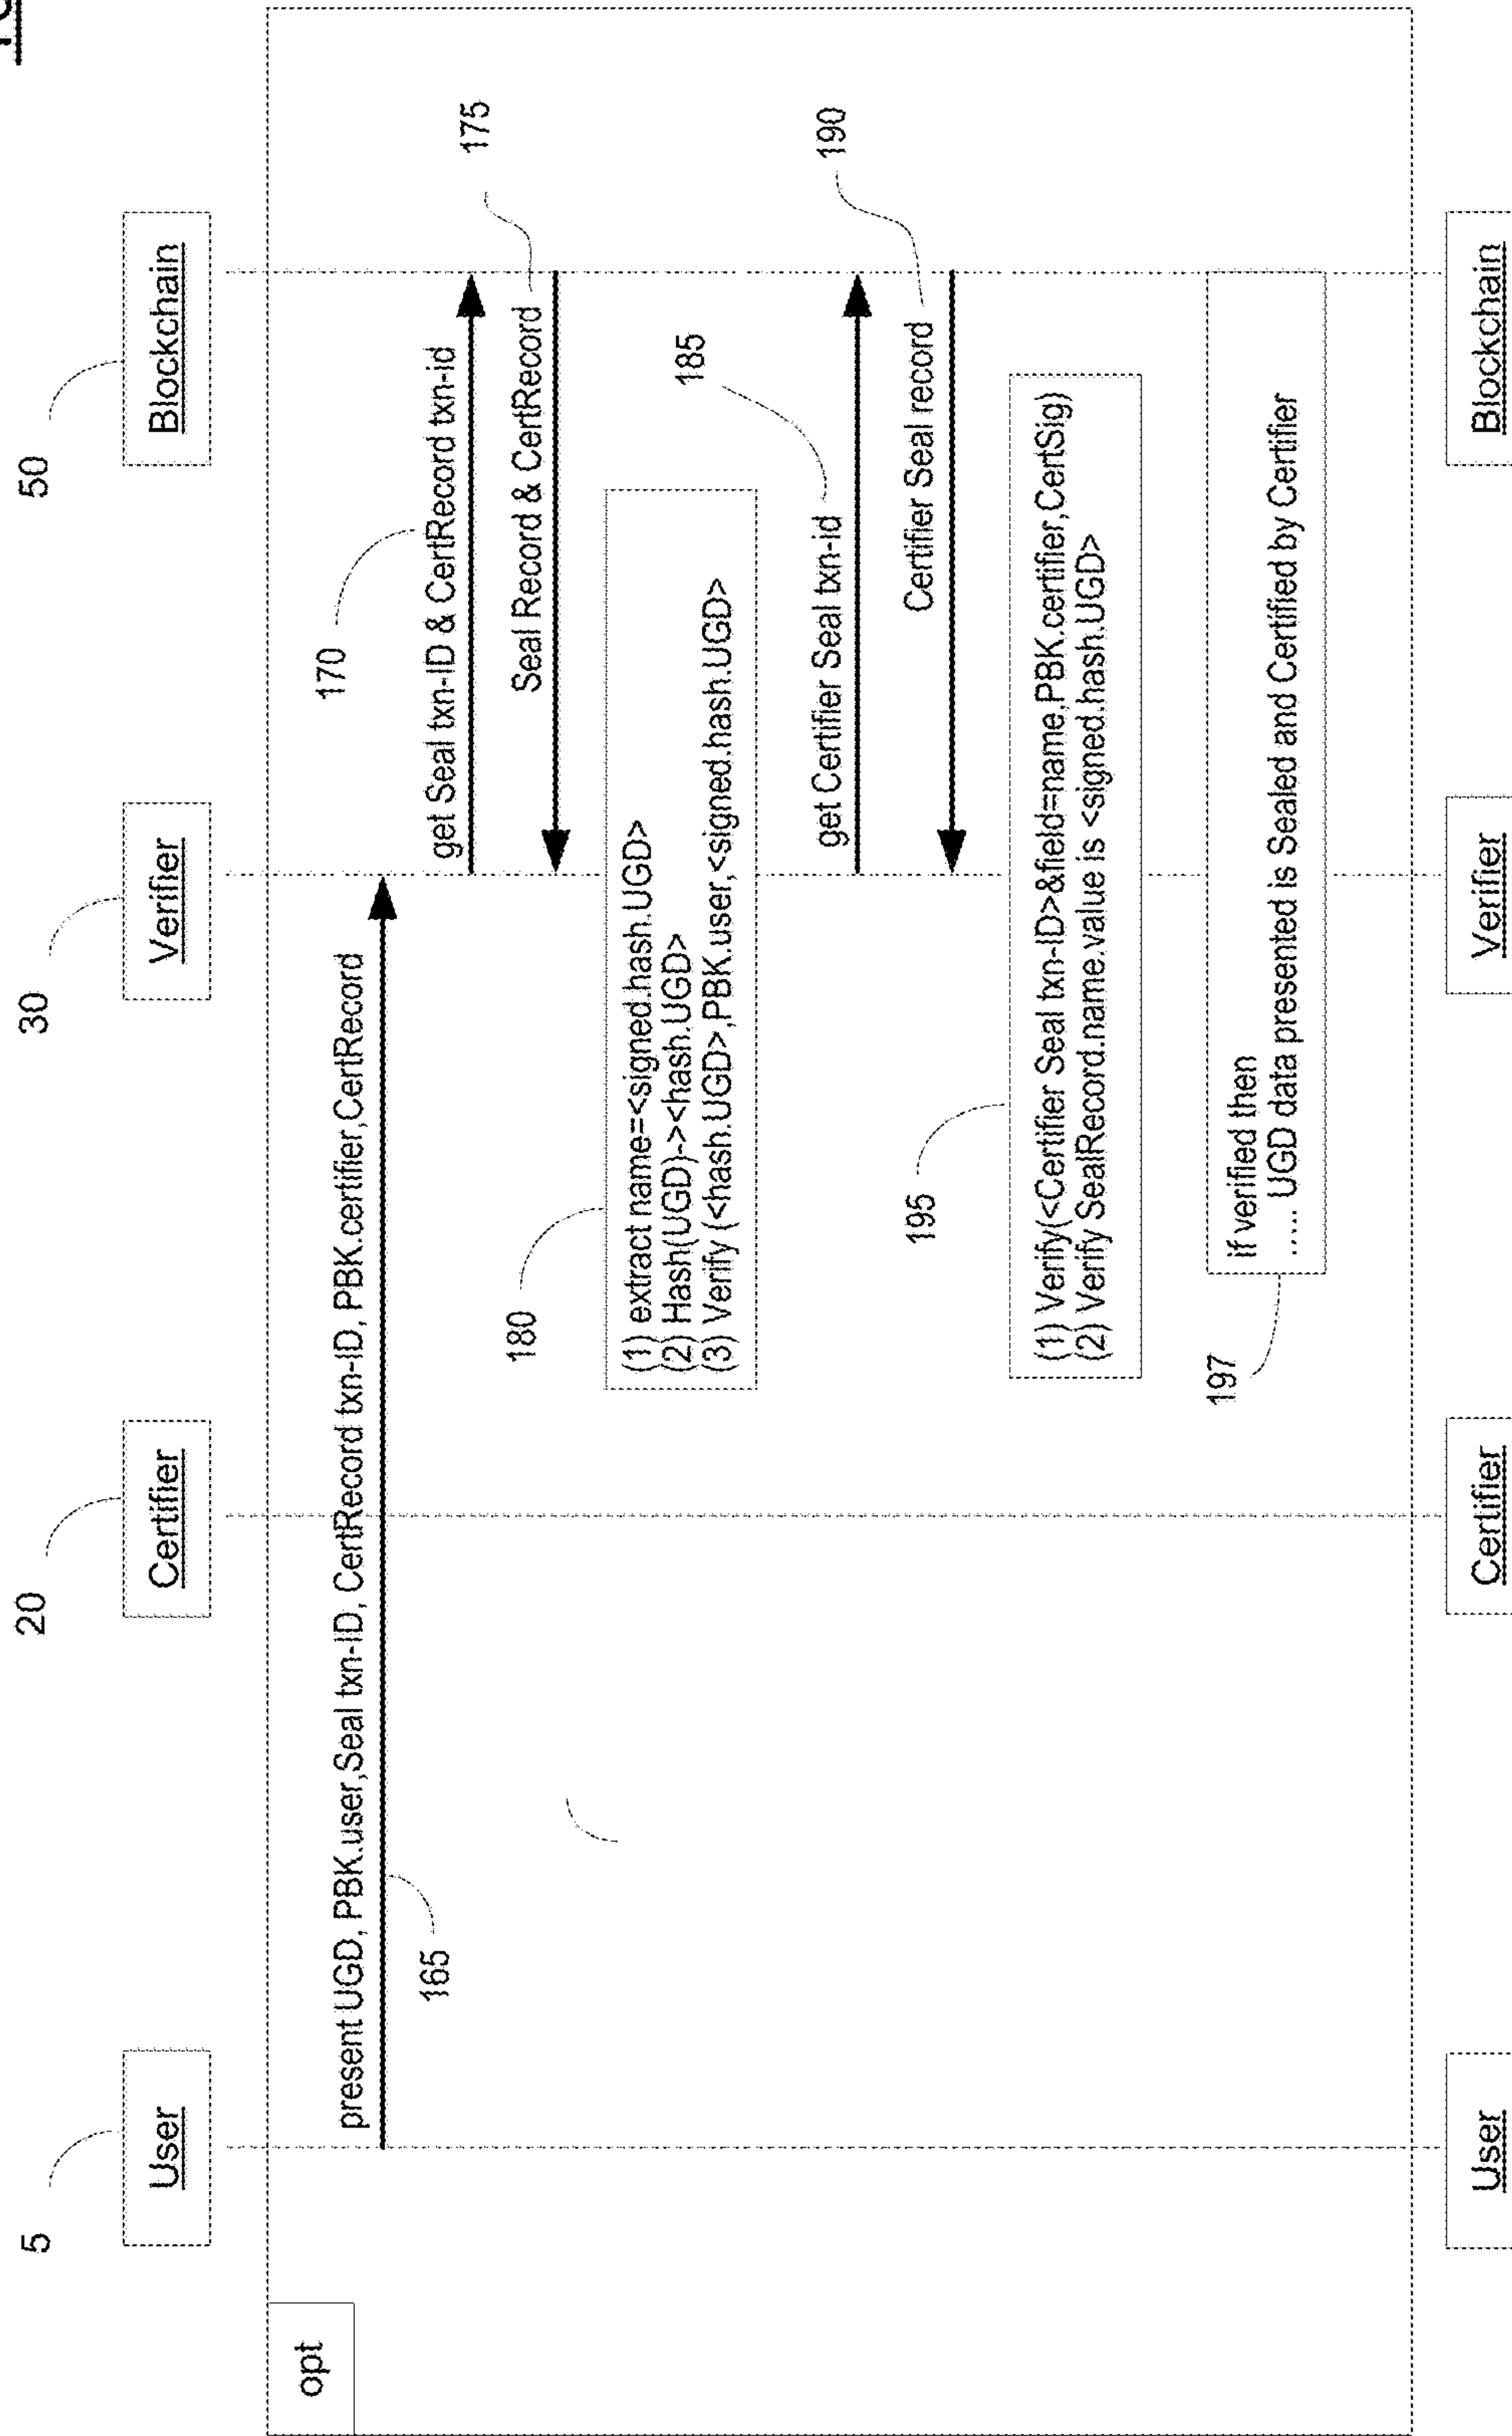 5
20
30
50
User
Certifier
Verifier
Blockchain
opt
present UGD, PBK.user,Seal txn-ID, CertRecord txn-ID, PBK.certifier,CertRecord
165
170
get Seal txn-ID & CertRecord txn-id
175
Seal Record & CertRecord
180
(1) extract name=<signed.hash.UGD>
(2) Hash(UGD)-><hash.UGD>
(3) Verify (<hash.UGD>,PBK.user,<signed.hash.UGD>
185
get Certifier Seal txn-id
190
Certifier Seal record
195
(1) Verify(<Certifier Seal txn-ID>&field=name,PBK.certifier,CertSig)
(2) Verify SealRecord.name.value is <signed.hash.UGD>
197
if verified then
..... UGD data presented is Sealed and Certified by Certifier
User
Certifier
Verifier
Blockchain